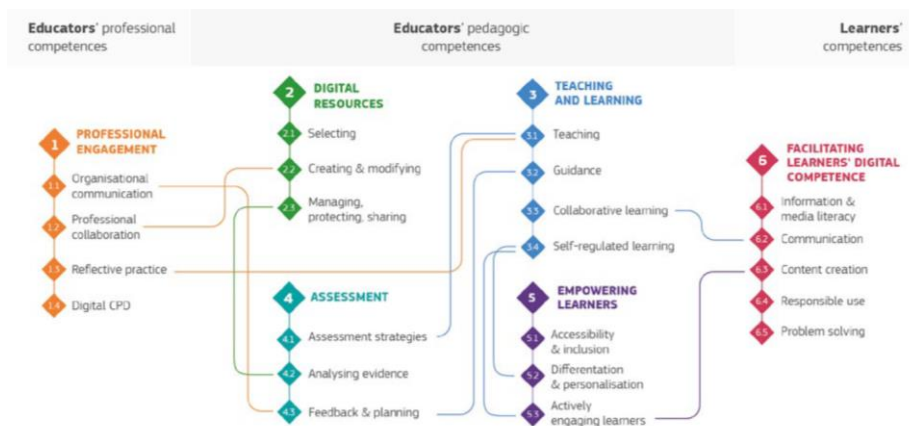 Educators' professional
competences
Educators' pedagogic
competences
Learners'
competences
1
PROFESSIONAL
ENGAGEMENT
1.1
Organisational
communication
1.2
Professional
collaboration
1.3
Reflective practice
1.4
Digital CPD
2
DIGITAL
RESOURCES
2.1
Selecting
2.2
Creating & modifying
2.3
Managing,
protecting, sharing
4
ASSESSMENT
4.1
Assessment strategies
4.2
Analysing evidence
4.3
Feedback & planning
3
TEACHING
AND LEARNING
3.1
Teaching
3.2
Guidance
3.3
Collaborative learning
3.4
Self-regulated learning
5
EMPOWERING
LEARNERS
5.1
Accessibility
& inclusion
5.2
Differentation
& personalisation
5.3
Actively
engaging learners
6
FACILITATING
LEARNERS' DIGITAL
COMPETENCE
6.1
Information &
media literacy
6.2
Communication
6.3
Content creation
6.4
Responsible use
6.5
Problem solving